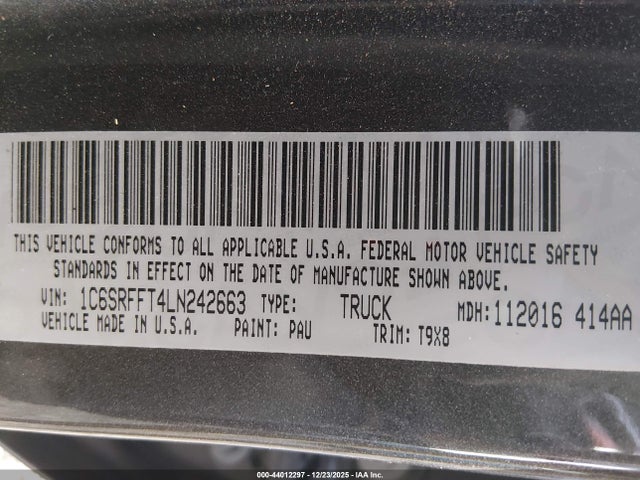 THIS VEHICLE CONFORMS TO ALL APPLICABLE U.S.A. FEDERAL MOTOR VEHICLE SAFETY
STANDARDS IN EFFECT ON THE DATE OF MANUFACTURE SHOWN ABOVE.
VIN: 1C6SRFFT4LN242663 TYPE: TRUCK MDH:112016 414AA
VEHICLE MADE IN U.S.A. PAINT: PAU TRIM: T9X8
000-44012297 - 12/23/2025 - IAAI, Inc.